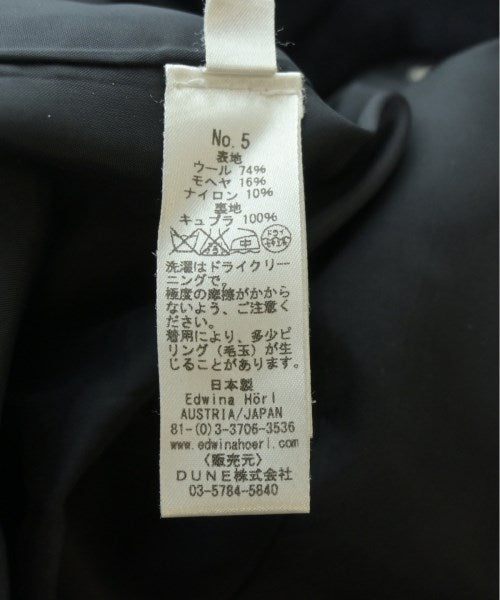 No. 5
表地
ウール 74%
モヘヤ 16%
ナイロン 10%
裏地
キュプラ 100%
中 ドライ
洗濯はドライクリー
ニングで。
極度の摩擦がかから
ないよう、ご注意く
ださい。
着用により、多少ピ
リング(毛玉)が生
じることがあります。
日本製
Edwina Hörl
AUSTRIA/JAPAN
81-(0)3-3706-3536
www.edwinahoerl.com
〈販売元〉
DUNE株式会社
03-5784-5840